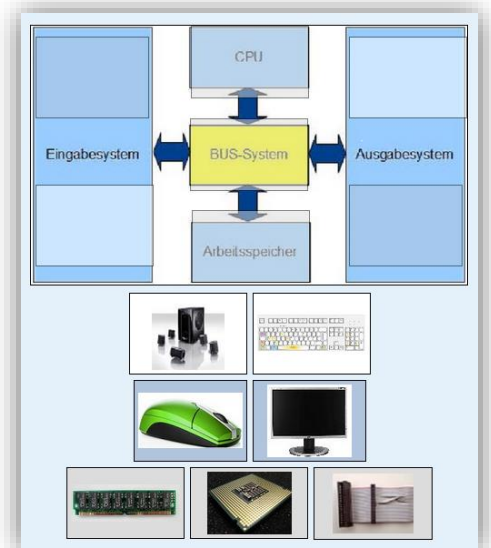 CPU
Eingabesystem
BUS-System
Ausgabesystem
Arbeitsspeicher